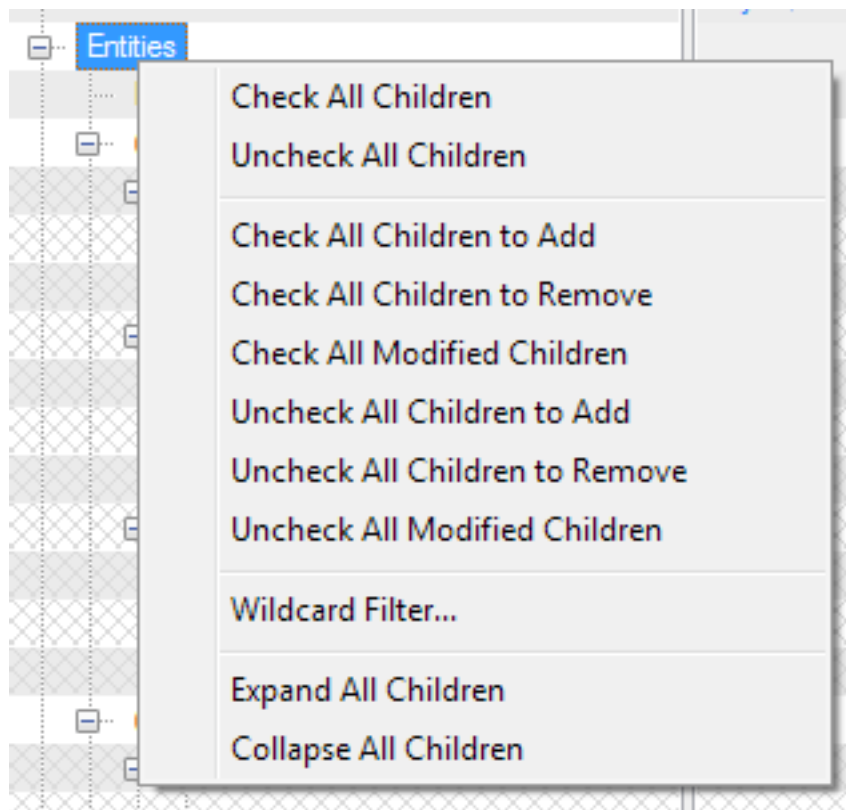 Entities
Check All Children
Uncheck All Children
Check All Children to Add
Check All Children to Remove
Check All Modified Children
Uncheck All Children to Add
Uncheck All Children to Remove
Uncheck All Modified Children
Wildcard Filter...
Expand All Children
Collapse All Children